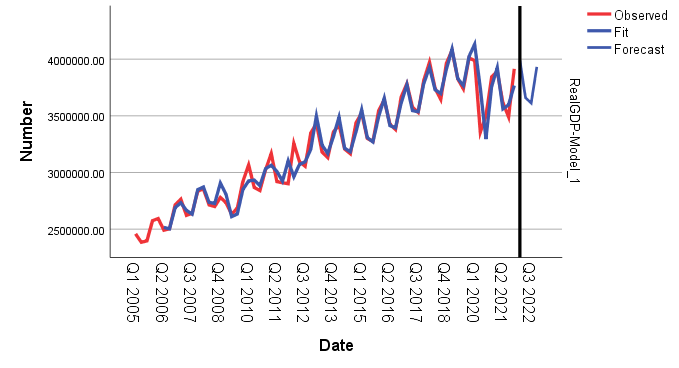 Observed
Fit
Forecast
4000000.00
3500000.00
3000000.00
2500000.00
Number
RealGDP-Model_1
Q1 2005
Q2 2006
Q3 2007
Q4 2008
Q1 2010
Q2 2011
Q3 2012
Q4 2013
Q1 2015
Q2 2016
Q3 2017
Q4 2018
Q1 2020
Q2 2021
Q3 2022
Date